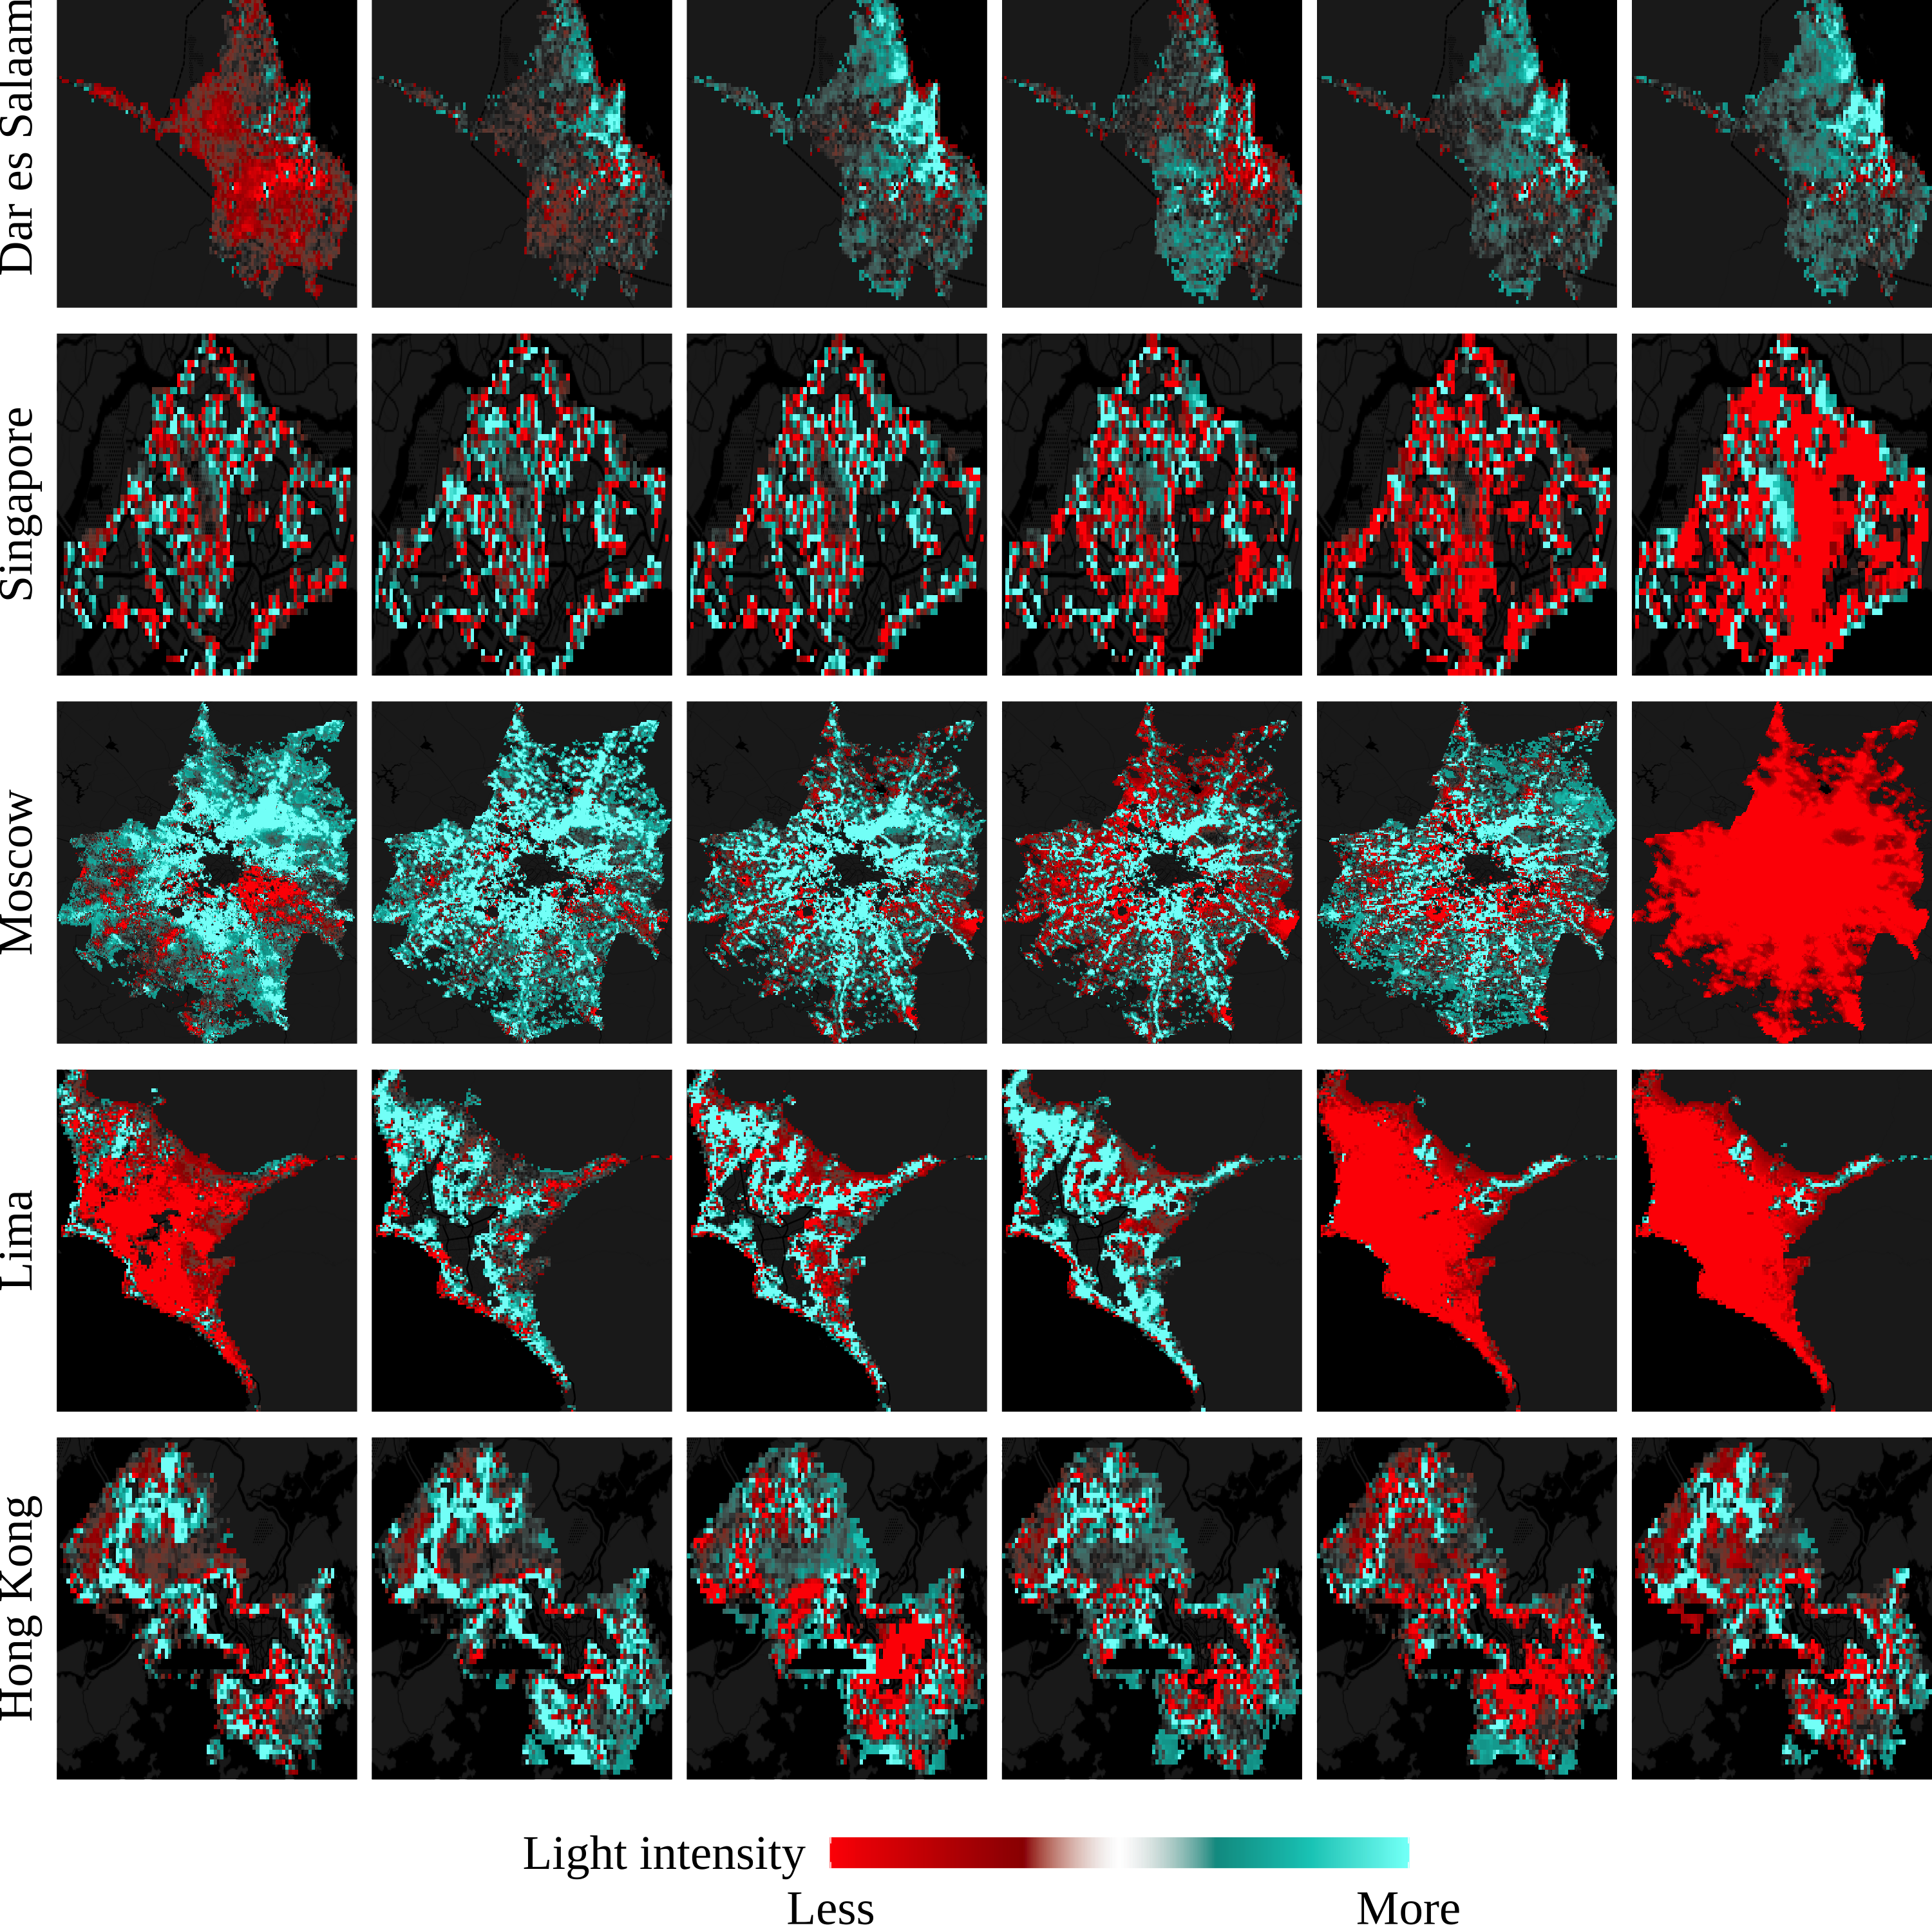 Dar es Salaam
Singapore
Moscow
Lima
Hong Kong
Light intensity
Less More